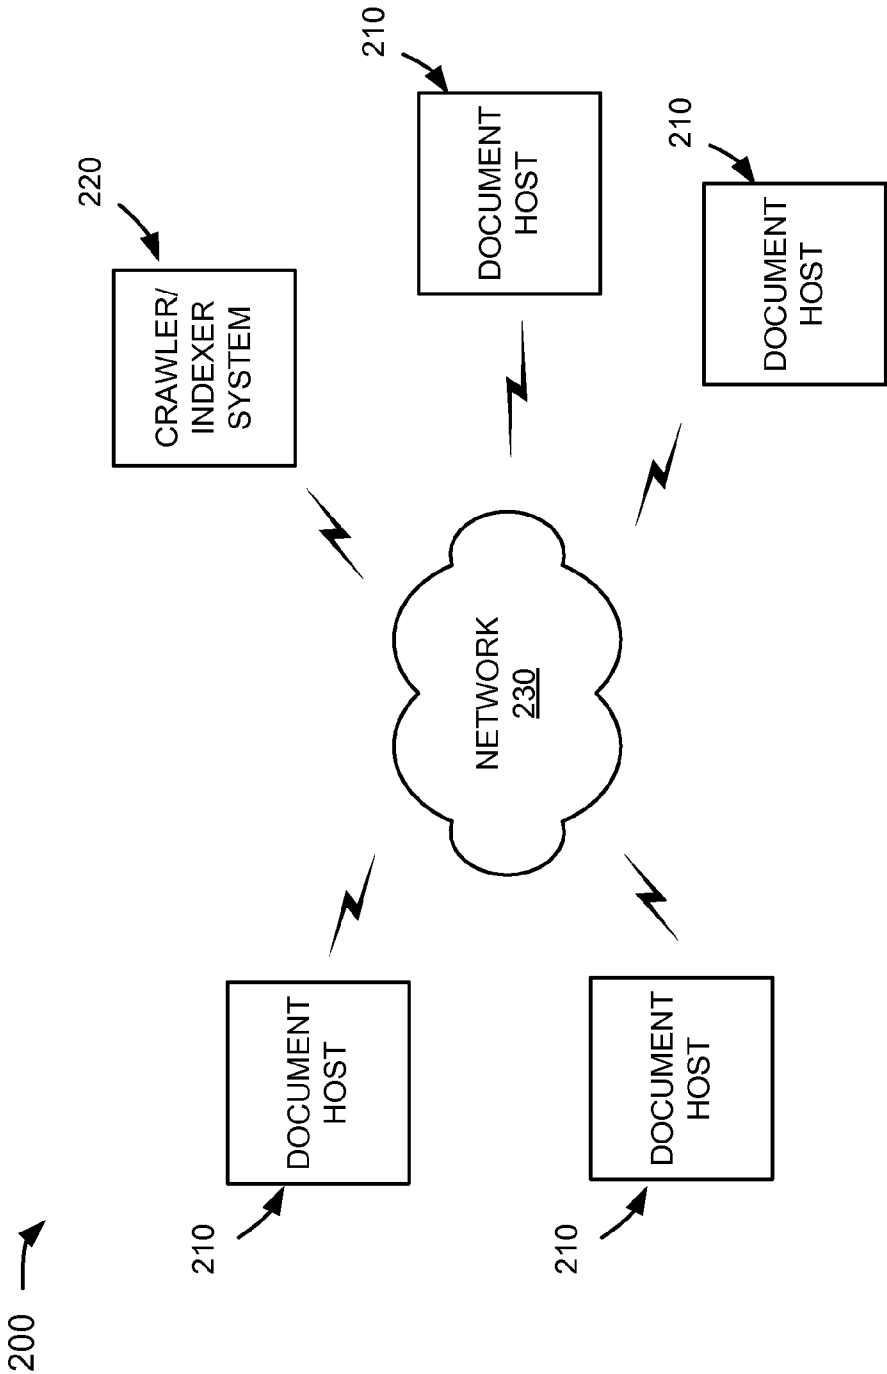 200
220
CRAWLER/
INDEXER
SYSTEM
210
DOCUMENT
HOST
210
DOCUMENT
HOST
NETWORK
230
210
DOCUMENT
HOST
210
DOCUMENT
HOST